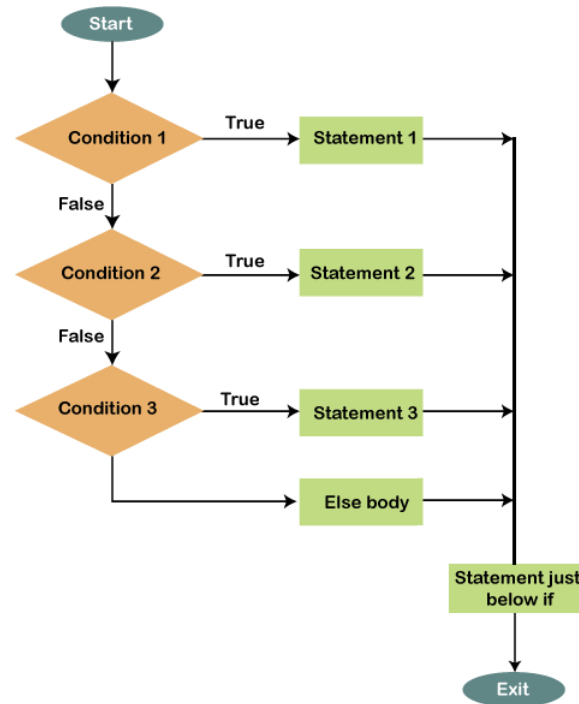 Start
Condition 1
True
Statement 1
False
Condition 2
True
Statement 2
False
Condition 3
True
Statement 3
Else body
Statement just
below if
Exit